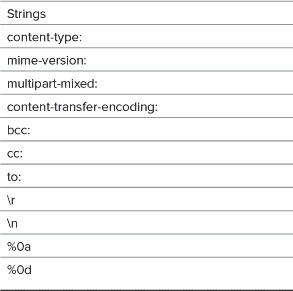 Strings
content-type:
mime-version:
multipart-mixed:
content-transfer-encoding:
bcc:
cc:
to:
\r
\n
%0a
%0d